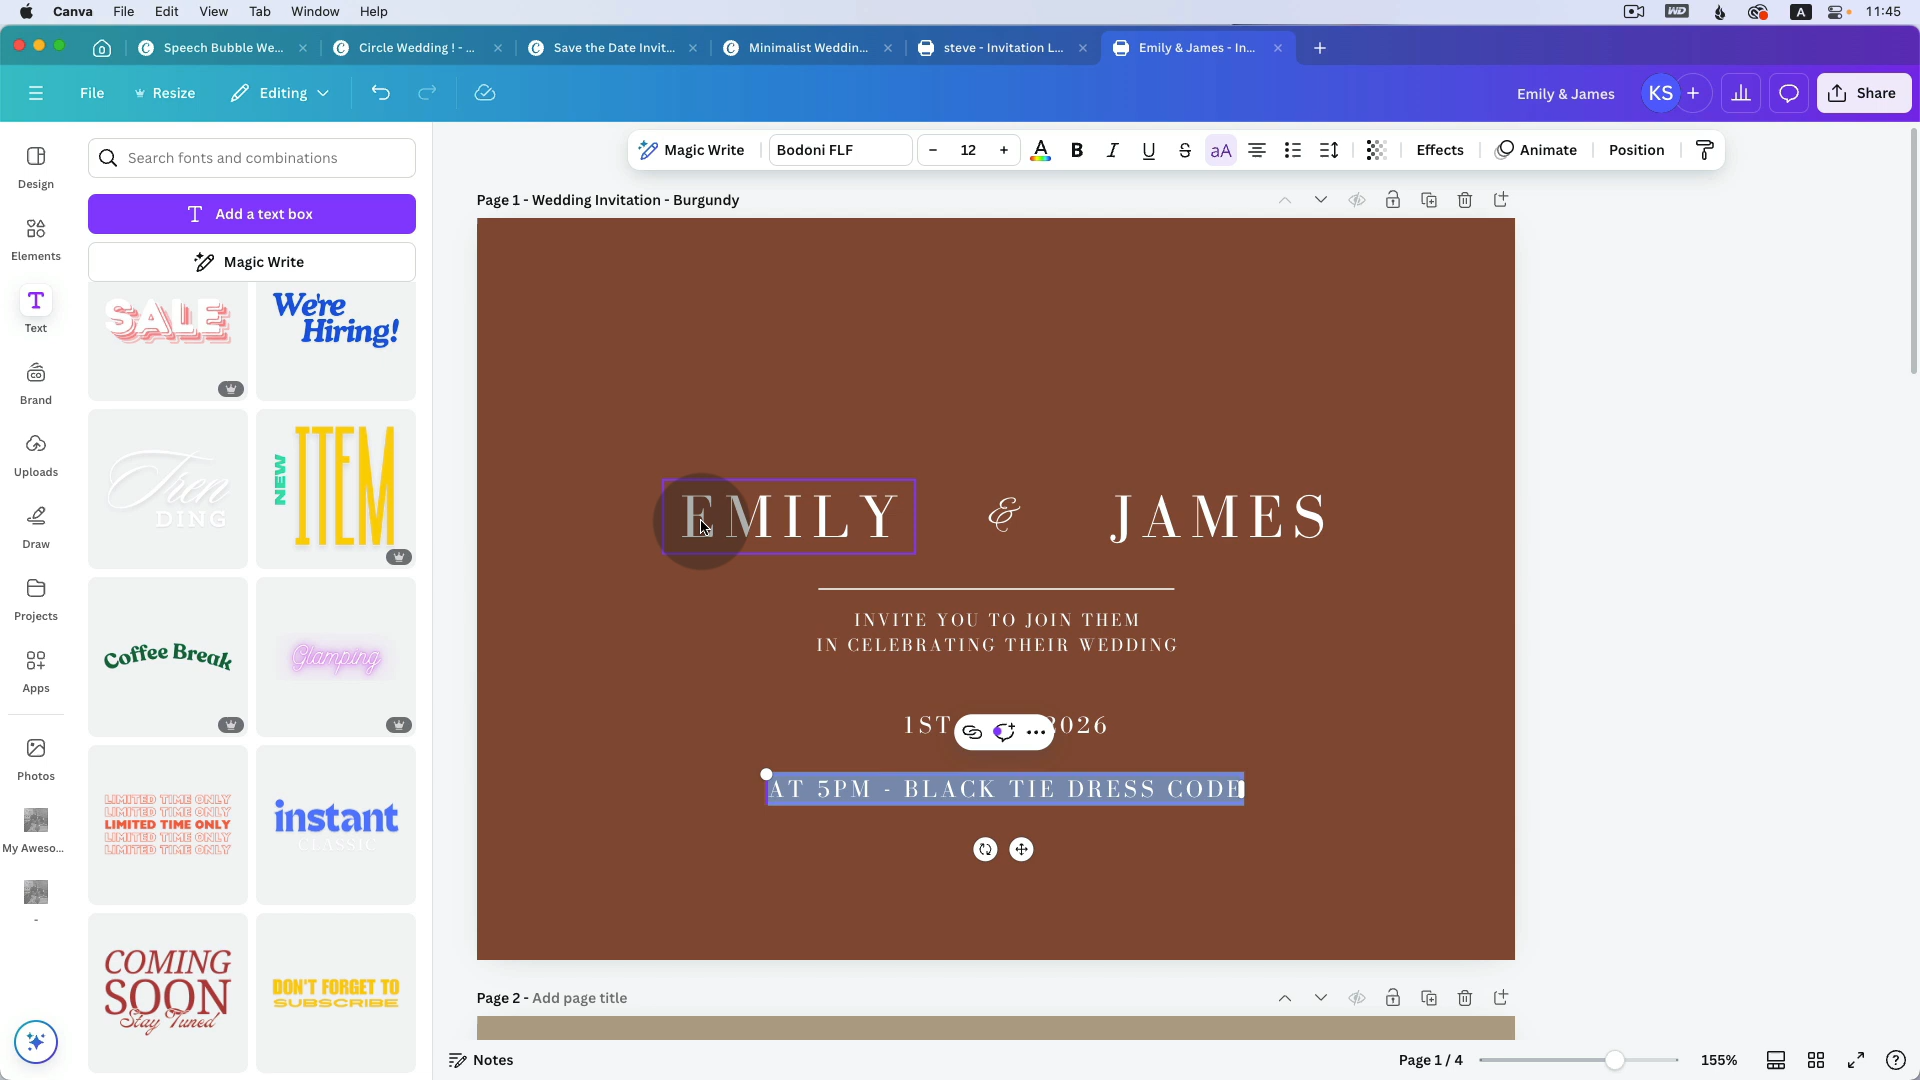 Canva File Edit View Tab Window Help WD A 11:45
Speech Bubble We... Circle Wedding ! - ... Save the Date Invit... Minimalist Weddin... steve - Invitation L... Emily & James - In...
File Resize Editing Emily & James KS Share
Magic Write Bodoni FLF 12 A B I U S aA Effects Animate Position
Search fonts and combinations
Add a text box
Magic Write
Design
Elements
Text
Brand
Uploads
Draw
Projects
Apps
Photos
My Aweso...
-
SALE
We're
Hiring!
Tren
DING
NEW
ITEM
Coffee Break
Glamping
LIMITED TIME ONLY
LIMITED TIME ONLY
LIMITED TIME ONLY
LIMITED TIME ONLY
LIMITED TIME ONLY
instant
CLASSIC
COMING
SOON
Stay Tuned
DON'T FORGET TO
SUBSCRIBE
Page 1 - Wedding Invitation - Burgundy
EMILY & JAMES
INVITE YOU TO JOIN THEM
IN CELEBRATING THEIR WEDDING
1ST 2026
AT 5PM - BLACK TIE DRESS CODE
Page 2 - Add page title
Notes Page 1 / 4 155%